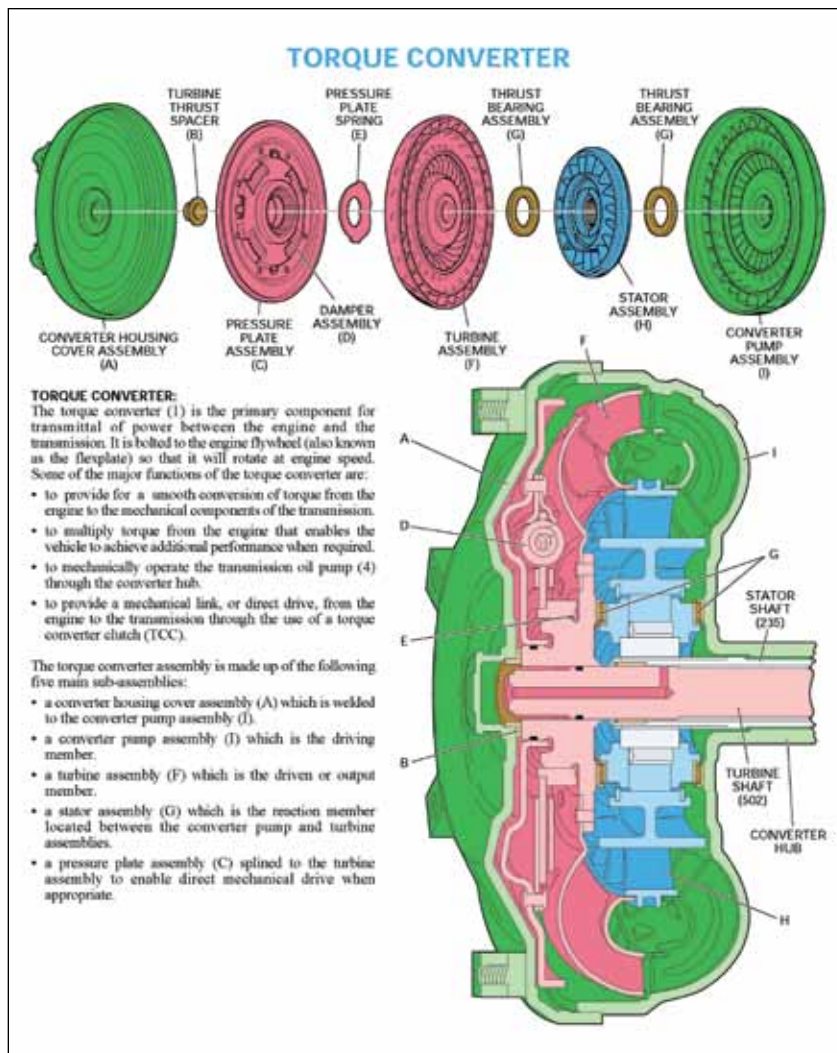 TORQUE CONVERTER
TURBINE
THRUST
SPACER
(B)
PRESSURE
PLATE
SPRING
(E)
THRUST
BEARING
ASSEMBLY
(G)
THRUST
BEARING
ASSEMBLY
(G)
CONVERTER HOUSING
COVER ASSEMBLY
(A)
PRESSURE
PLATE
ASSEMBLY
(C)
DAMPER
ASSEMBLY
(D)
TURBINE
ASSEMBLY
(F)
STATOR
ASSEMBLY
(H)
CONVERTER
PUMP
ASSEMBLY
(I)
TORQUE CONVERTER:
The torque converter (1) is the primary component for
transmittal of power between the engine and the
transmission. It is bolted to the engine flywheel (also known
as the flexplate) so that it will rotate at engine speed.
Some of the major functions of the torque converter are:
• to provide for a smooth conversion of torque from the
engine to the mechanical components of the transmission.
• to multiply torque from the engine that enables the
vehicle to achieve additional performance when required.
• to mechanically operate the transmission oil pump (4)
through the converter hub.
• to provide a mechanical link, or direct drive, from the
engine to the transmission through the use of a torque
converter clutch (TCC).
The torque converter assembly is made up of the following
five main sub-assemblies:
• a converter housing cover assembly (A) which is welded
to the converter pump assembly (I).
• a converter pump assembly (I) which is the driving
member.
• a turbine assembly (F) which is the driven or output
member.
• a stator assembly (G) which is the reaction member
located between the converter pump and turbine
assemblies.
• a pressure plate assembly (C) splined to the turbine
assembly to enable direct mechanical drive when
appropriate.
F
A
I
D
G
STATOR
SHAFT
(235)
E
B
TURBINE
SHAFT
(502)
CONVERTER
HUB
H